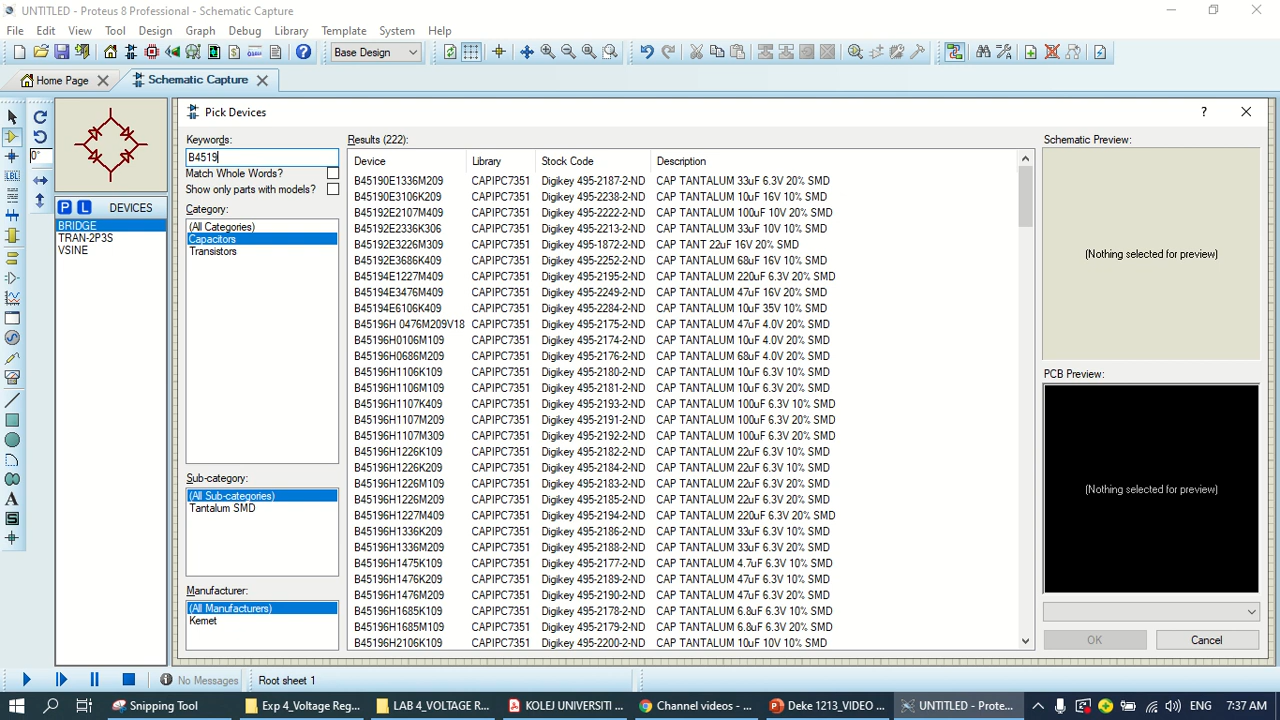 UNTITLED - Proteus 8 Professional - Schematic Capture
File Edit View Tool Design Graph Debug Library Template System Help
Base Design
Home Page Schematic Capture
Pick Devices
Keywords: Results (222): Schematic Preview:
B4519
Match Whole Words?
Show only parts with models?
Category:
(All Categories)
Capacitors
Transistors
Sub-category:
(All Sub-categories)
Tantalum SMD
Manufacturer:
(All Manufacturers)
Kemet
0°
LBL
P L DEVICES
BRIDGE
TRAN-2P3S
VSINE
Device Library Stock Code Description
B45190E1336M209 CAPIPC7351 Digikey 495-2187-2-ND CAP TANTALUM 33uF 6.3V 20% SMD
B45190E3106K209 CAPIPC7351 Digikey 495-2238-2-ND CAP TANTALUM 10uF 16V 10% SMD
B45192E2107M409 CAPIPC7351 Digikey 495-2222-2-ND CAP TANTALUM 100uF 10V 20% SMD
B45192E2336K306 CAPIPC7351 Digikey 495-2213-2-ND CAP TANTALUM 33uF 10V 10% SMD
B45192E3226M309 CAPIPC7351 Digikey 495-1872-2-ND CAP TANT 22uF 16V 20% SMD
B45192E3686K409 CAPIPC7351 Digikey 495-2252-2-ND CAP TANTALUM 68uF 16V 10% SMD
B45194E1227M409 CAPIPC7351 Digikey 495-2195-2-ND CAP TANTALUM 220uF 6.3V 20% SMD
B45194E3476M409 CAPIPC7351 Digikey 495-2249-2-ND CAP TANTALUM 47uF 16V 20% SMD
B45194E6106K409 CAPIPC7351 Digikey 495-2284-2-ND CAP TANTALUM 10uF 35V 10% SMD
B45196H 0476M209V18 CAPIPC7351 Digikey 495-2175-2-ND CAP TANTALUM 47uF 4.0V 20% SMD
B45196H0106M109 CAPIPC7351 Digikey 495-2174-2-ND CAP TANTALUM 10uF 4.0V 20% SMD
B45196H0686M209 CAPIPC7351 Digikey 495-2176-2-ND CAP TANTALUM 68uF 4.0V 20% SMD
B45196H1106K109 CAPIPC7351 Digikey 495-2180-2-ND CAP TANTALUM 10uF 6.3V 10% SMD
B45196H1106M109 CAPIPC7351 Digikey 495-2181-2-ND CAP TANTALUM 10uF 6.3V 20% SMD
B45196H1107K409 CAPIPC7351 Digikey 495-2193-2-ND CAP TANTALUM 100uF 6.3V 10% SMD
B45196H1107M209 CAPIPC7351 Digikey 495-2191-2-ND CAP TANTALUM 100uF 6.3V 20% SMD
B45196H1107M309 CAPIPC7351 Digikey 495-2192-2-ND CAP TANTALUM 100uF 6.3V 20% SMD
B45196H1226K109 CAPIPC7351 Digikey 495-2182-2-ND CAP TANTALUM 22uF 6.3V 10% SMD
B45196H1226K209 CAPIPC7351 Digikey 495-2184-2-ND CAP TANTALUM 22uF 6.3V 10% SMD
B45196H1226M109 CAPIPC7351 Digikey 495-2183-2-ND CAP TANTALUM 22uF 6.3V 20% SMD
B45196H1226M209 CAPIPC7351 Digikey 495-2185-2-ND CAP TANTALUM 22uF 6.3V 20% SMD
B45196H1227M409 CAPIPC7351 Digikey 495-2194-2-ND CAP TANTALUM 220uF 6.3V 20% SMD
B45196H1336K209 CAPIPC7351 Digikey 495-2186-2-ND CAP TANTALUM 33uF 6.3V 10% SMD
B45196H1336M209 CAPIPC7351 Digikey 495-2188-2-ND CAP TANTALUM 33uF 6.3V 20% SMD
B45196H1475K109 CAPIPC7351 Digikey 495-2177-2-ND CAP TANTALUM 4.7uF 6.3V 10% SMD
B45196H1476K209 CAPIPC7351 Digikey 495-2189-2-ND CAP TANTALUM 47uF 6.3V 10% SMD
B45196H1476M209 CAPIPC7351 Digikey 495-2190-2-ND CAP TANTALUM 47uF 6.3V 20% SMD
B45196H1685K109 CAPIPC7351 Digikey 495-2178-2-ND CAP TANTALUM 6.8uF 6.3V 10% SMD
B45196H1685M109 CAPIPC7351 Digikey 495-2179-2-ND CAP TANTALUM 6.8uF 6.3V 20% SMD
B45196H2106K109 CAPIPC7351 Digikey 495-2200-2-ND CAP TANTALUM 10uF 10V 10% SMD
(Nothing selected for preview)
PCB Preview:
(Nothing selected for preview)
OK Cancel
No Messages Root sheet 1
Snipping Tool Exp 4_Voltage Reg... LAB 4_VOLTAGE R... KOLEJ UNIVERSITI ... Channel videos - ... Deke 1213_VIDEO ... UNTITLED - Prote... ENG 7:37 AM